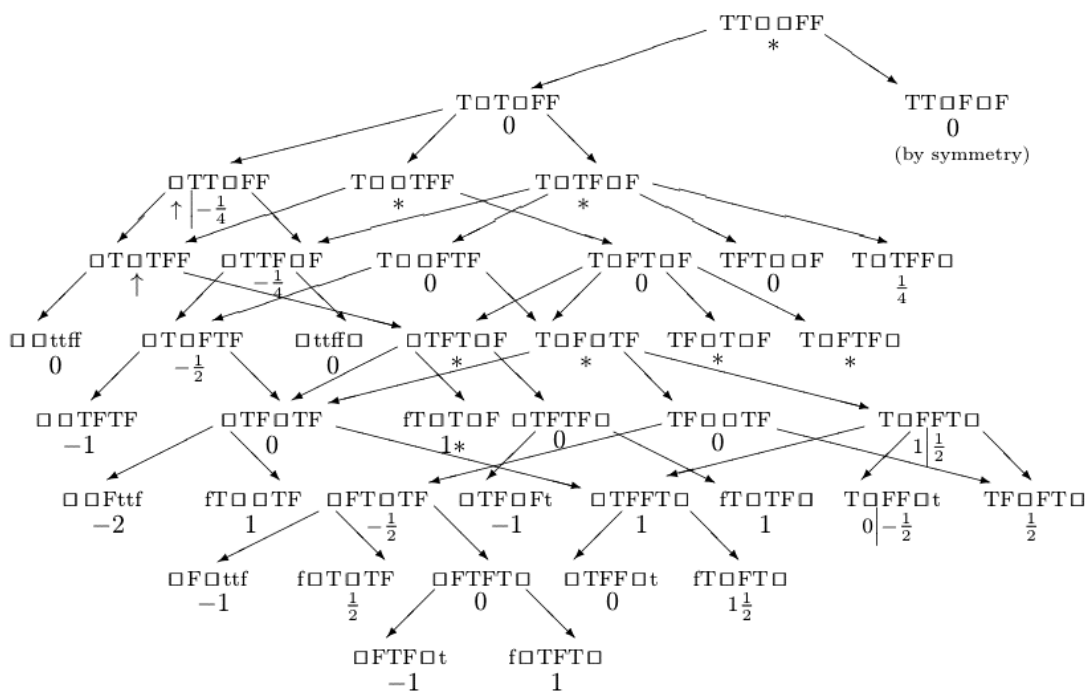 TT□□FF
*
T□T□FF TT□F□F
0 0
(by symmetry)
□TT□FF T□□TFF T□TF□F
↑|-1/4 * *
□T□TFF □TTF□F T□□FTF T□FT□F TFT□□F T□TFF□
↑ -1/4 0 0 0 1/4
□□ttff □T□FTF □ttff□ □TFT□F T□F□TF TF□T□F T□FTF□
0 -1/2 0 * * * *
□□TFTF □TF□TF fT□T□F □TFTF□ TF□□TF T□FFT□
-1 0 1* 0 0 1|1/2
□□Fttf fT□□TF □FT□TF □TF□Ft □TFFT□ fT□TF□ T□FF□t TF□FT□
-2 1 -1/2 -1 1 1 0|-1/2 1/2
□F□ttf f□T□TF □FTFT□ □TFF□t fT□FT□
-1 1/2 0 0 1 1/2
□FTF□t f□TFT□
-1 1